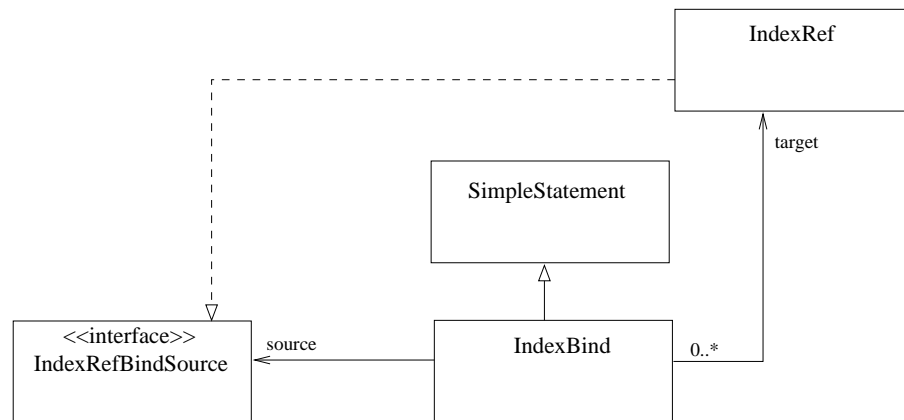 IndexRef
target
SimpleStatement
<<interface>>
IndexRefBindSource
source
IndexBind
0..*